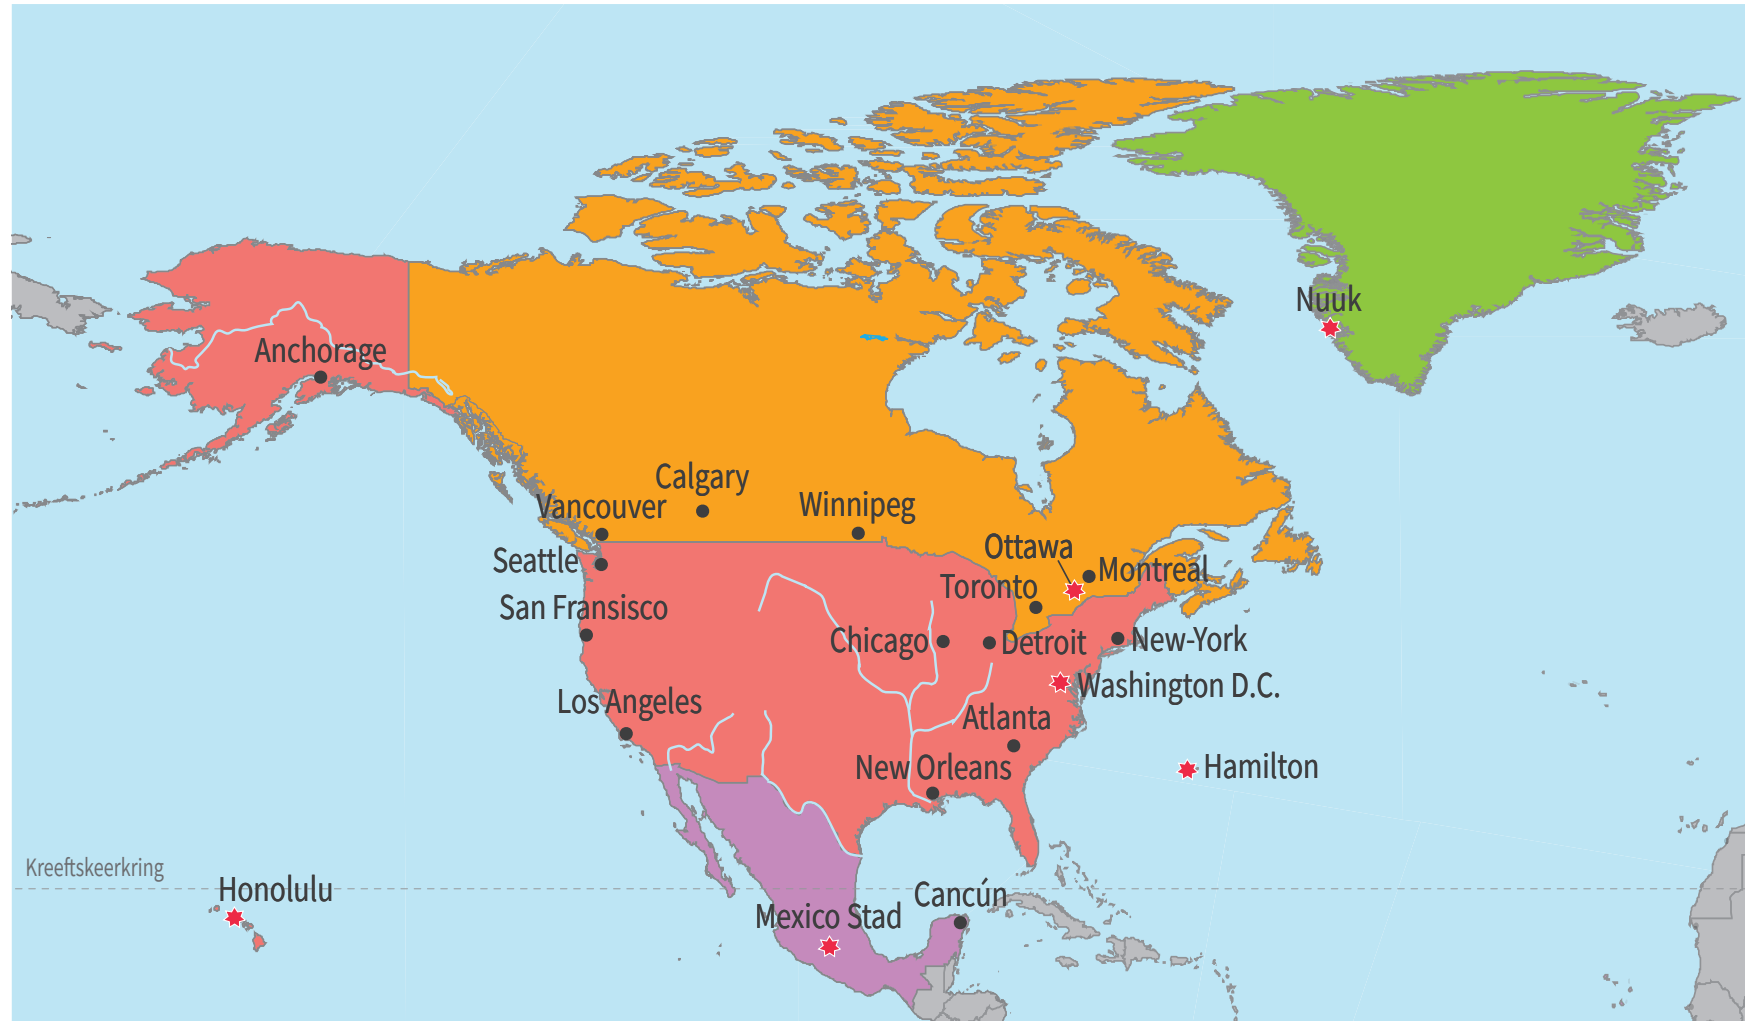 Nuuk
Anchorage
Calgary
Vancouver
Winnipeg
Ottawa
Seattle
Montreal
Toronto
San Fransisco
Chicago
Detroit
New-York
Washington D.C.
Los Angeles
Atlanta
New Orleans
Hamilton
Kreeftskeerkring
Honolulu
Cancún
Mexico Stad